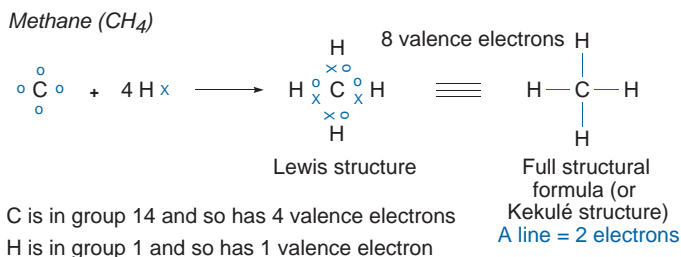 Methane (CH4)
H 8 valence electrons H
o
o C o + 4 H x x o
o H o x C o x H H — C — H
x o
H H
Lewis structure Full structural
formula (or
Kekulé structure)
A line = 2 electrons
C is in group 14 and so has 4 valence electrons
H is in group 1 and so has 1 valence electron